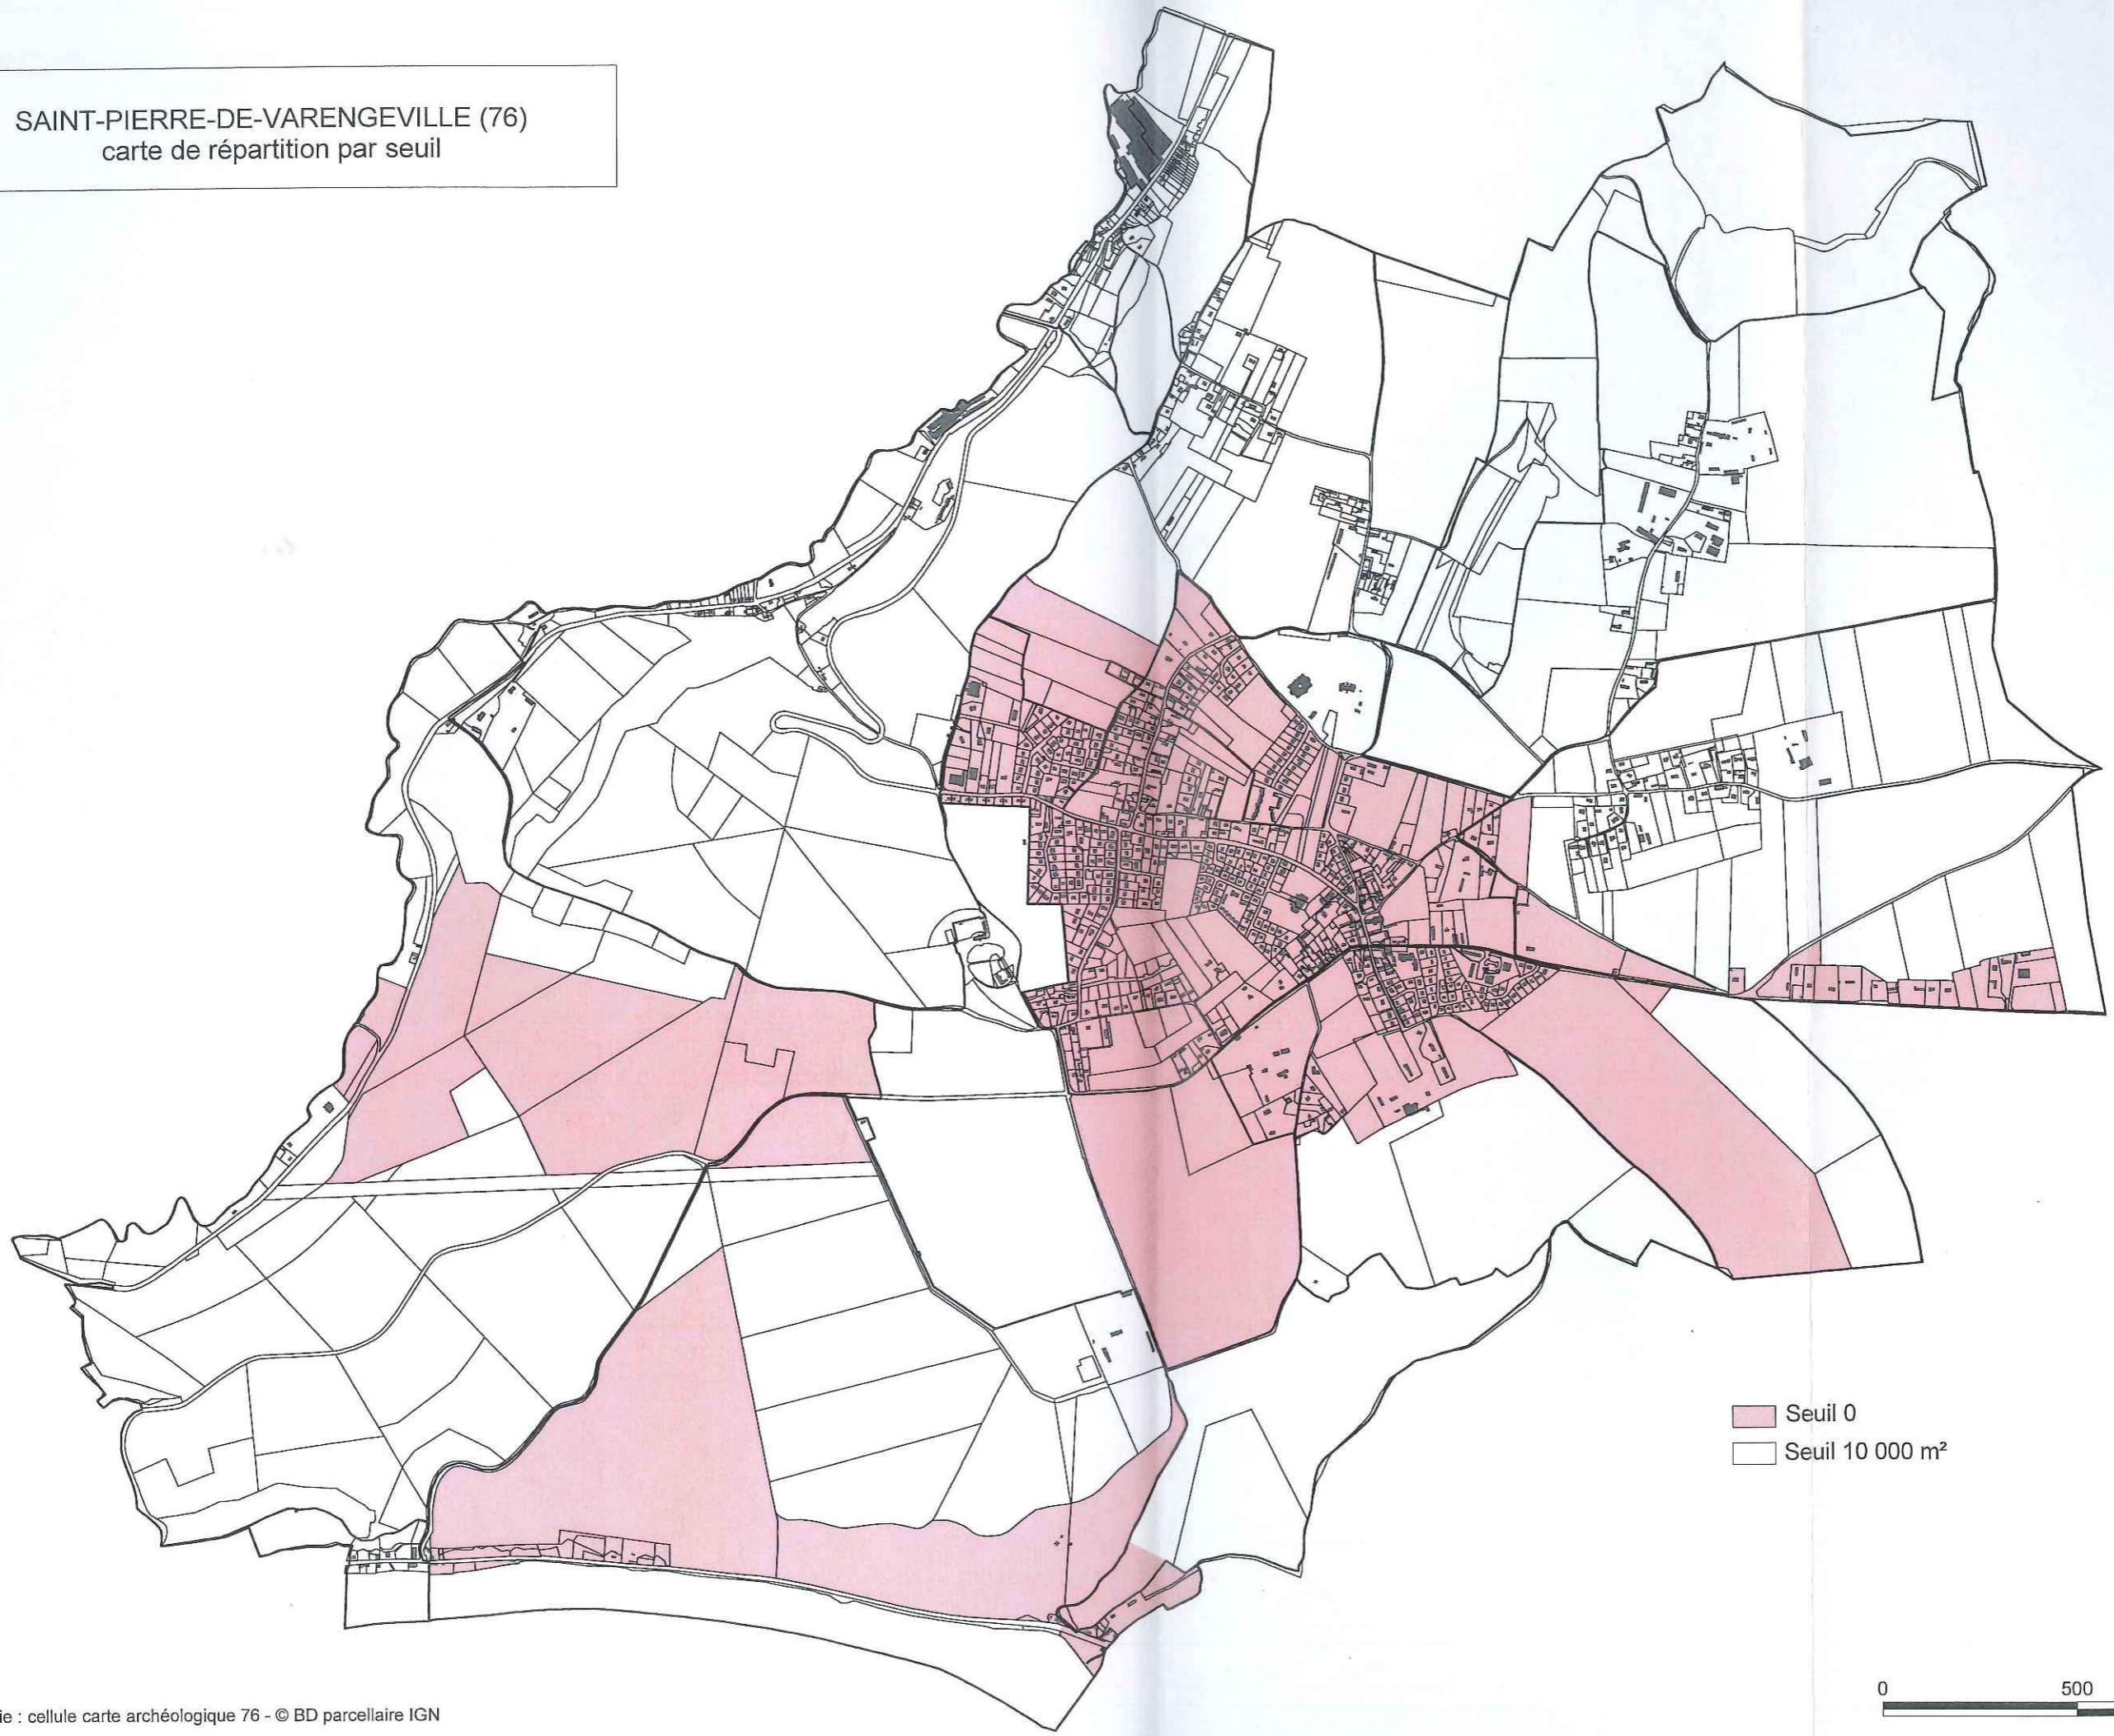 SAINT-PIERRE-DE-VARENGEVILLE (76)
carte de répartition par seuil
Seuil 0
Seuil 10 000 m²
0 500
ie : cellule carte archéologique 76 - © BD parcellaire IGN